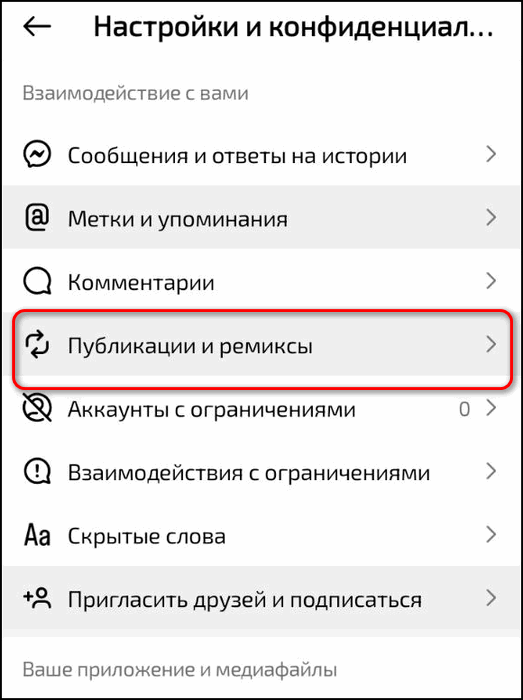 Настройки и конфиденциал...
Взаимодействие с вами
Сообщения и ответы на истории
Метки и упоминания
Комментарии
Публикации и ремиксы
Аккаунты с ограничениями 0
Взаимодействия с ограничениями
Aa Скрытые слова
Пригласить друзей и подписаться
Ваше приложение и медиафайлы